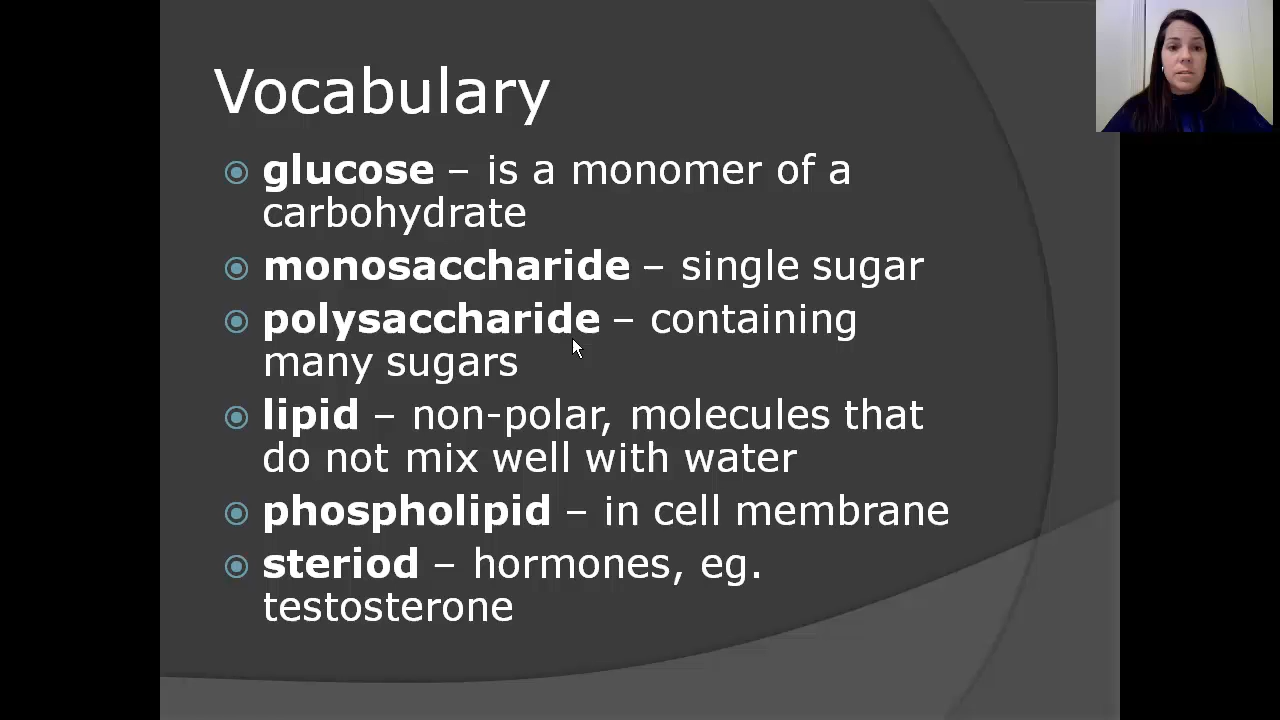 Vocabulary
glucose – is a monomer of a
carbohydrate
monosaccharide – single sugar
polysaccharide – containing
many sugars
lipid – non-polar, molecules that
do not mix well with water
phospholipid – in cell membrane
steriod – hormones, eg.
testosterone